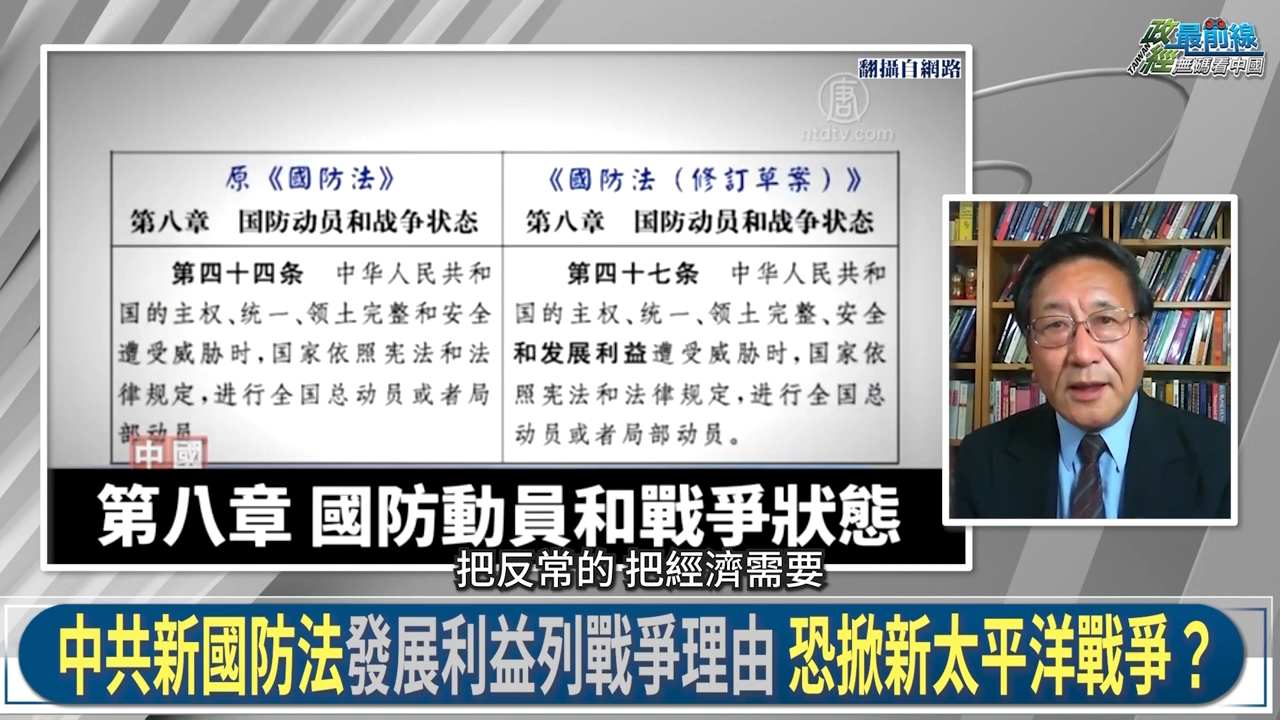 政經最前線
TAIWAN
無碼看中國
翻攝自網路
唐
ntdtv.com
原《國防法》
第八章 国防动员和战争状态
第四十四条 中华人民共和
国的主权、统一、领土完整和安全
遭受威胁时,国家依照宪法和法
律规定,进行全国总动员或者局
部动员
《國防法(修訂草案)》
第八章 国防动员和战争状态
第四十七条 中华人民共和
国的主权、统一、领土完整、安全
和发展利益遭受威胁时,国家依
照宪法和法律规定,进行全国总
动员或者局部动员。
中國
第八章 國防動員和戰爭狀態
把反常的 把經濟需要
中共新國防法發展利益列戰爭理由 恐掀新太平洋戰爭？